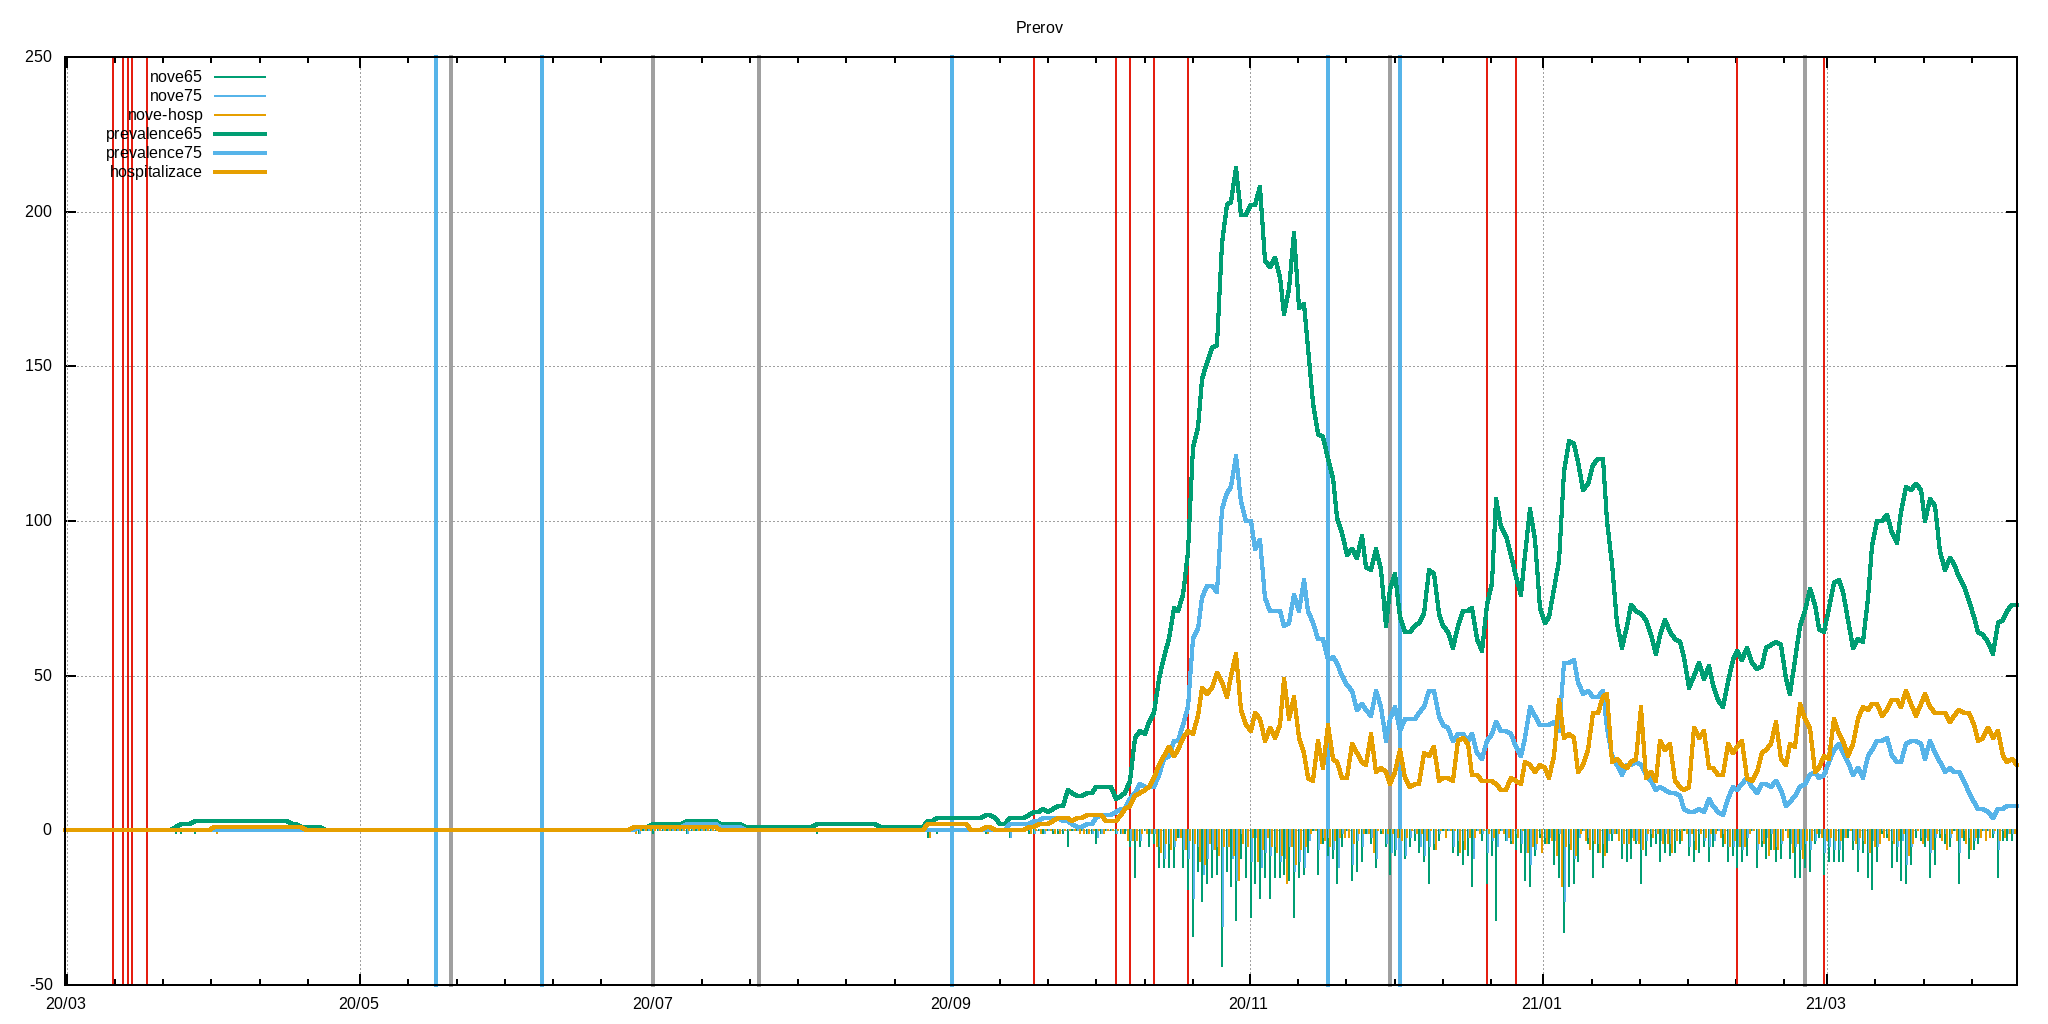 Prerov
250
nove65
nove75
nove-hosp
prevalence65
prevalence75
hospitalizace
200
150
100
50
0
-50
20/03 20/05 20/07 20/09 20/11 21/01 21/03